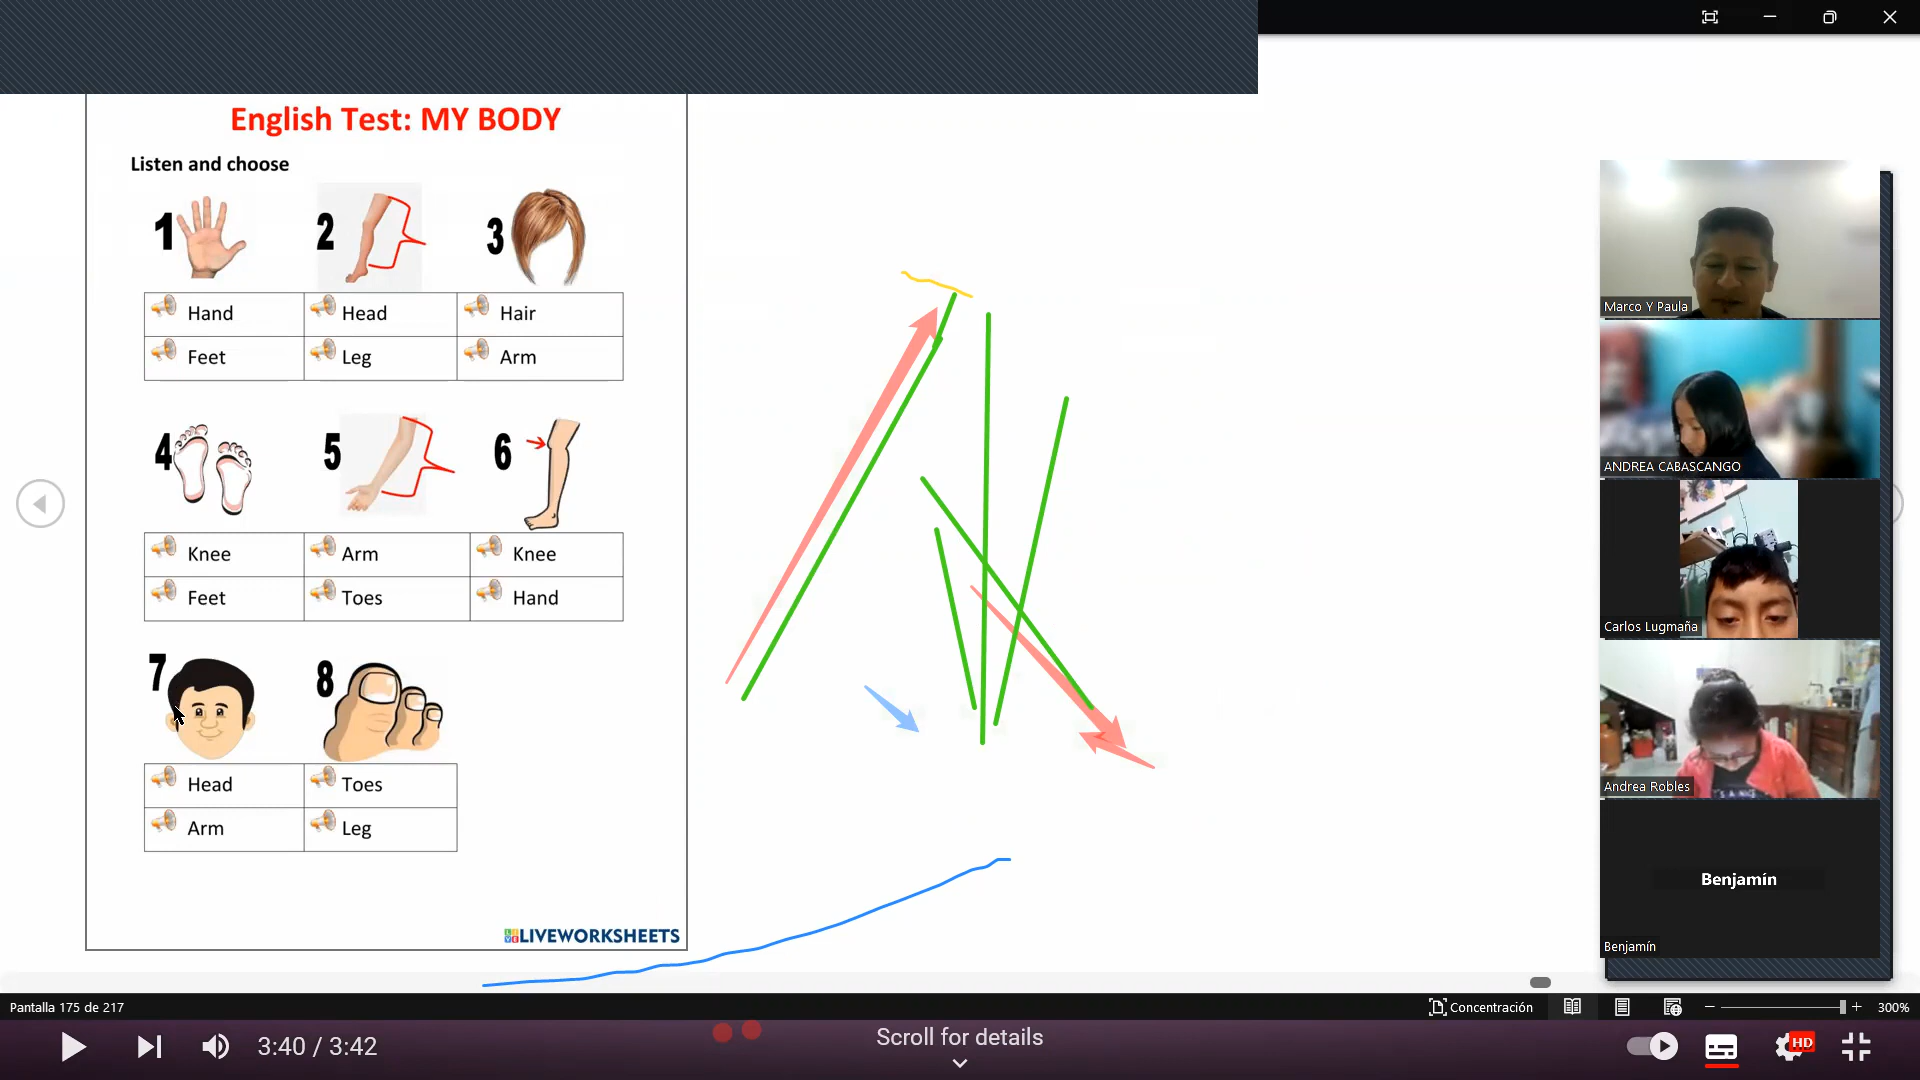 English Test: MY BODY
Listen and choose
1 2 3
Hand Head Hair
Feet Leg Arm
4 5 6
Knee Arm Knee
Feet Toes Hand
7 8
Head Toes
Arm Leg
LIVEWORKSHEETS
Marco Y Paula
ANDREA CABASCANGO
Carlos Lugmaña
Andrea Robles
Benjamín
Benjamín
Pantalla 175 de 217
Concentración
300%
3:40 / 3:42
Scroll for details
HD